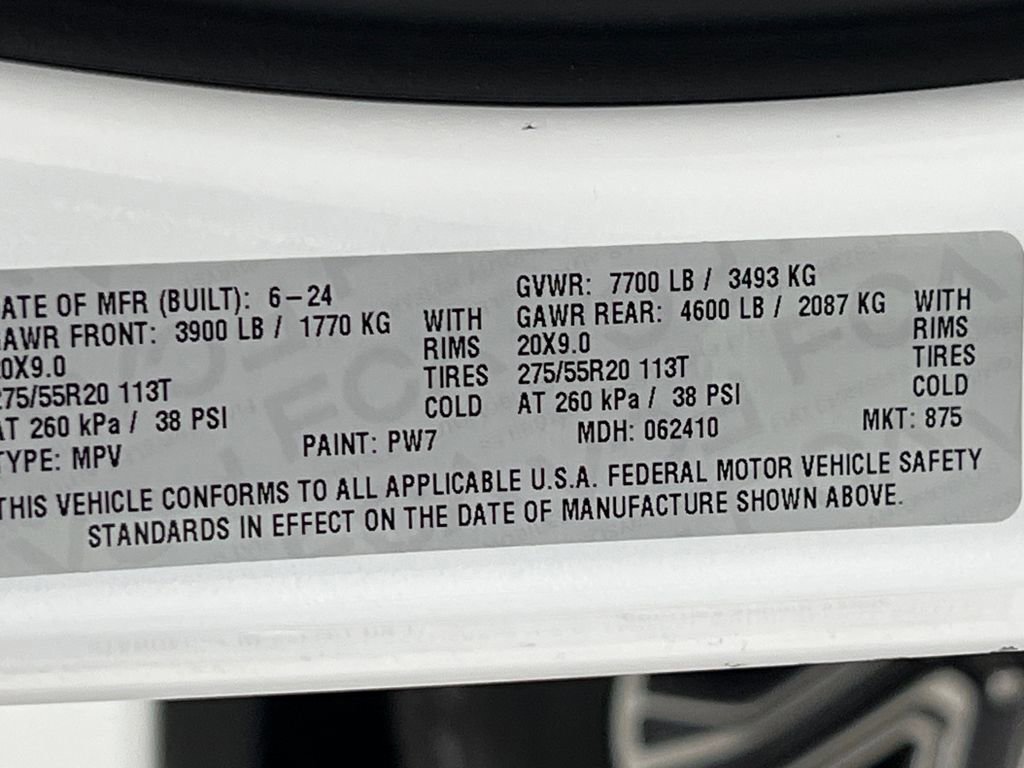 ATE OF MFR (BUILT): 6-24 GVWR: 7700 LB / 3493 KG
AWR FRONT: 3900 LB / 1770 KG WITH GAWR REAR: 4600 LB / 2087 KG WITH
0X9.0 RIMS 20X9.0 RIMS
275/55R20 113T TIRES 275/55R20 113T TIRES
AT 260 kPa / 38 PSI COLD AT 260 kPa / 38 PSI COLD
TYPE: MPV PAINT: PW7 MDH: 062410 MKT: 875
THIS VEHICLE CONFORMS TO ALL APPLICABLE U.S.A. FEDERAL MOTOR VEHICLE SAFETY
STANDARDS IN EFFECT ON THE DATE OF MANUFACTURE SHOWN ABOVE.